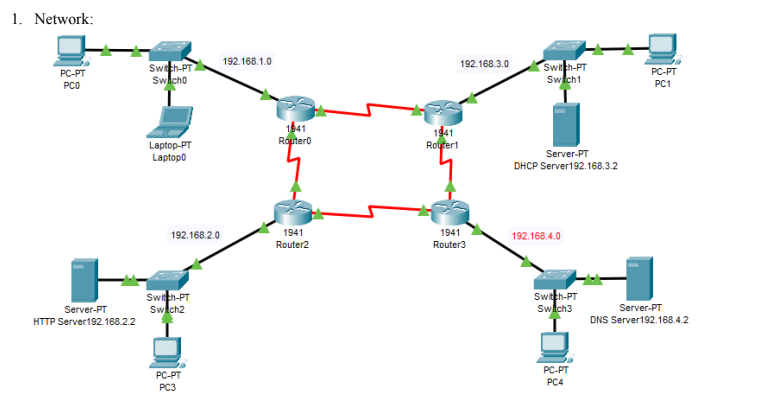 1. Network:
PC-PT
PC0
Switch-PT
Switch0
192.168.1.0
Laptop-PT
Laptop0
1941
Router0
192.168.3.0
1941
Router1
Switch-PT
Switch1
PC-PT
PC1
Server-PT
DHCP Server192.168.3.2
192.168.2.0
1941
Router2
1941
Router3
192.168.4.0
Server-PT
HTTP Server192.168.2.2
Switch-PT
Switch2
PC-PT
PC3
Switch-PT
Switch3
Server-PT
DNS Server192.168.4.2
PC-PT
PC4